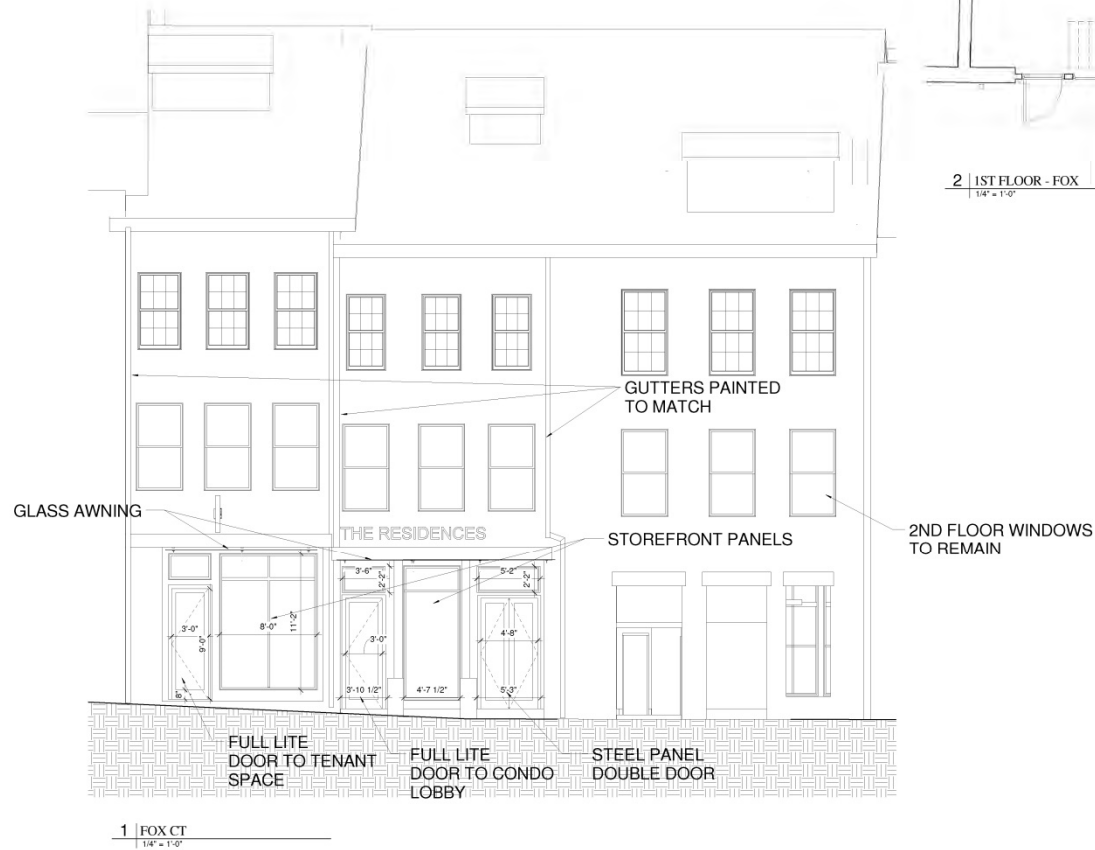 2 1ST FLOOR - FOX
1/4" = 1'-0"
GUTTERS PAINTED
TO MATCH
GLASS AWNING
THE RESIDENCES
STOREFRONT PANELS
2ND FLOOR WINDOWS
TO REMAIN
3'-6"
2'-2"
5'-2"
2'-2"
3'-0"
9'-0"
8'-0"
11'-2"
3'-0"
4'-8"
8"
3'-10 1/2"
4'-7 1/2"
5'-3"
FULL LITE
DOOR TO TENANT
SPACE
FULL LITE
DOOR TO CONDO
LOBBY
STEEL PANEL
DOUBLE DOOR
1 FOX CT
1/4" = 1'-0"